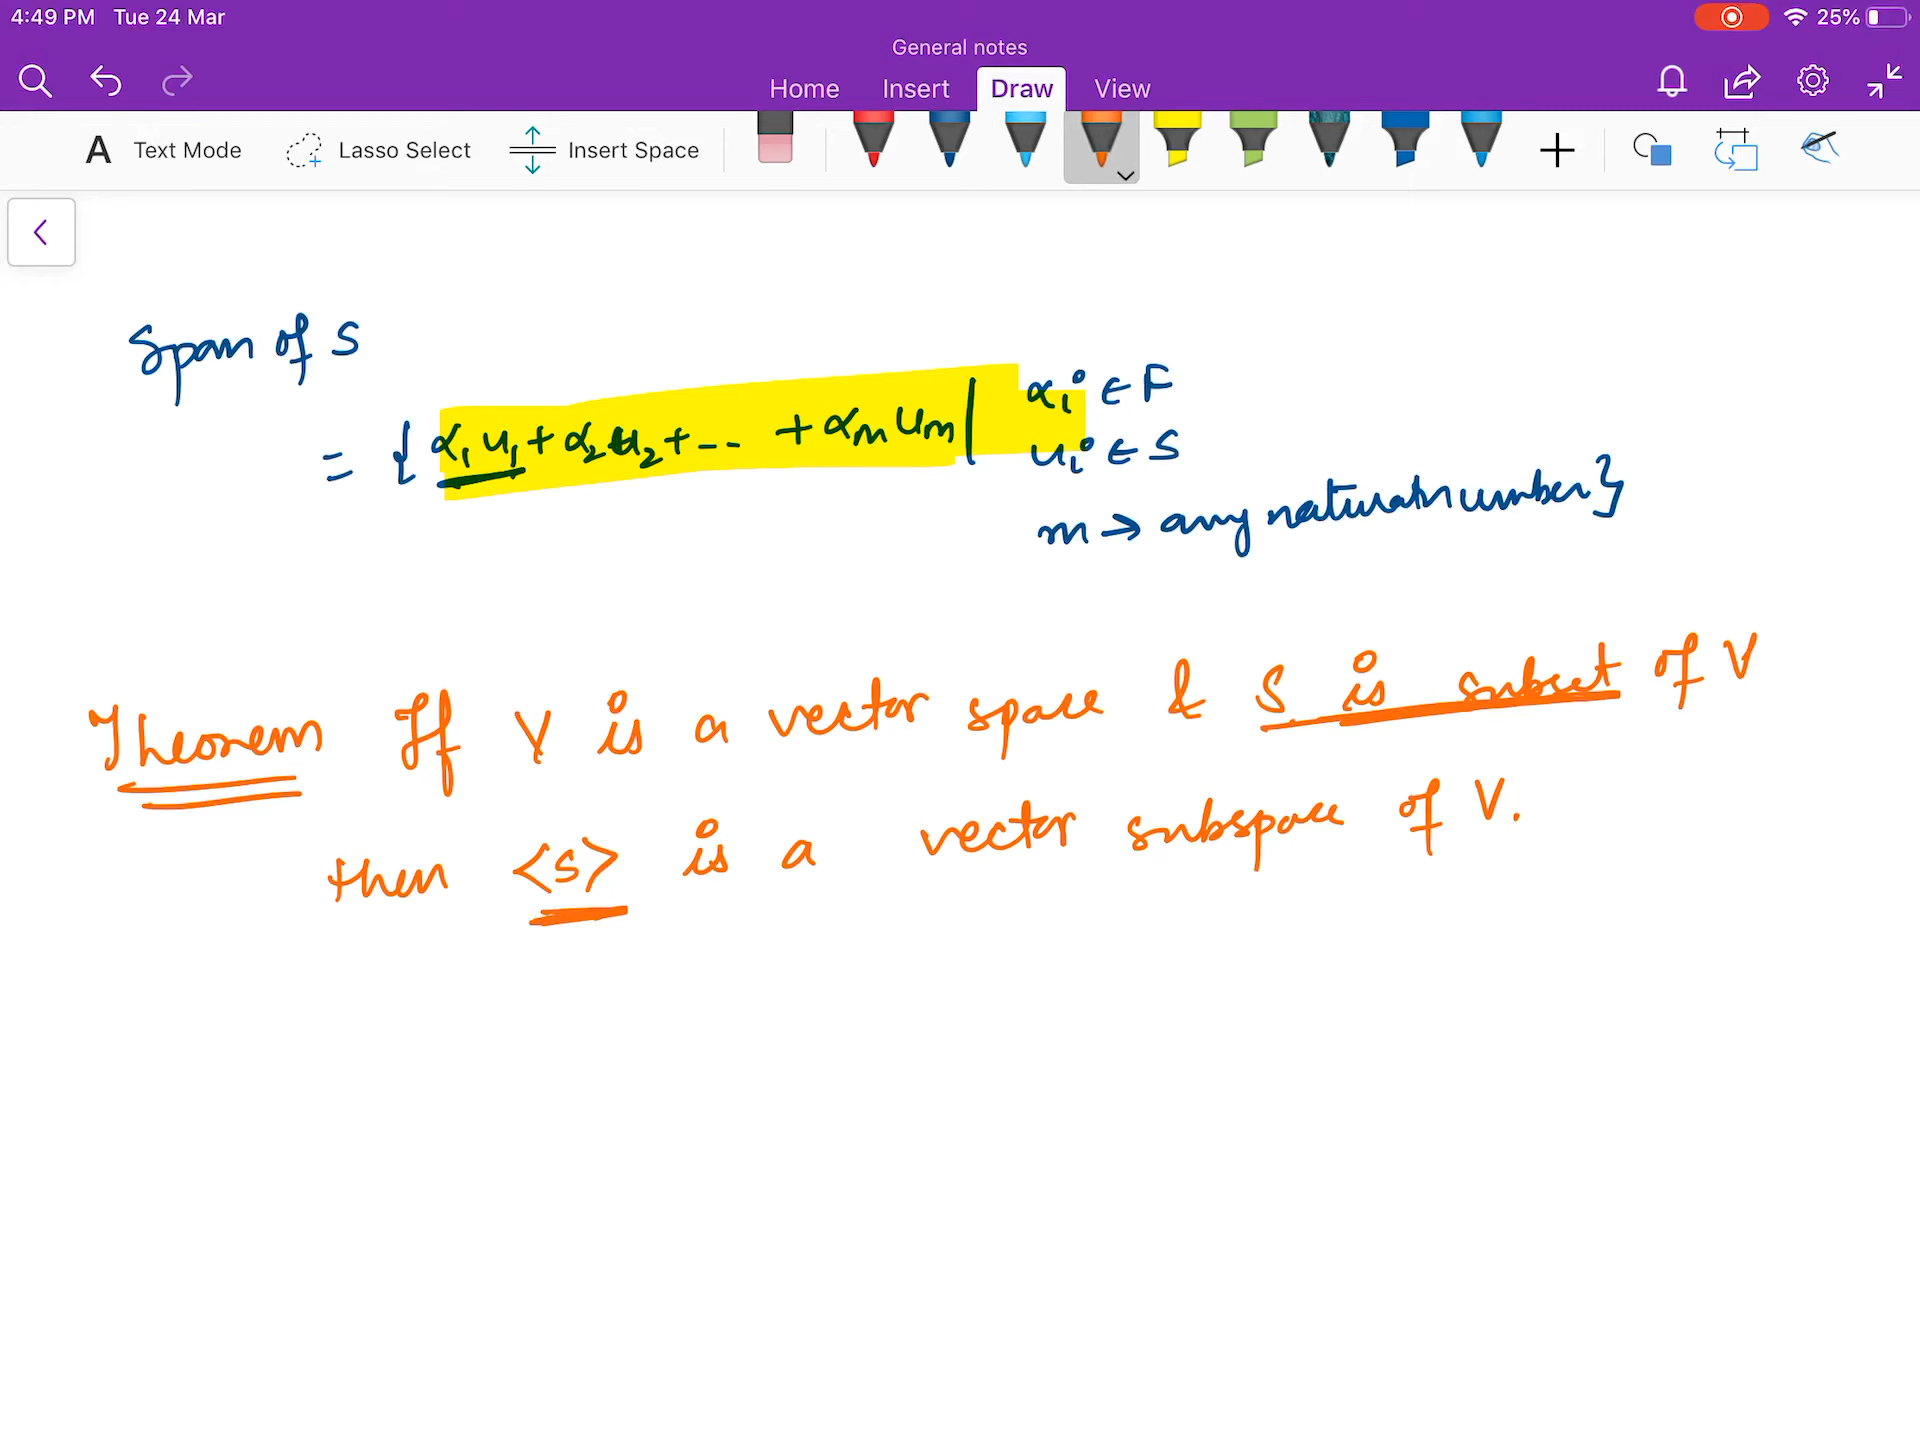 4:49 PM Tue 24 Mar 25%
General notes
Home Insert Draw View
A Text Mode Lasso Select Insert Space
Span of S
= { α₁u₁ + α₂u₂ + -- + αₘuₘ | αᵢ ∈ F
uᵢ ∈ S
m → any natural number }
Theorem If V is a vector space & S is subset of V
then <S> is a vector subspace of V.